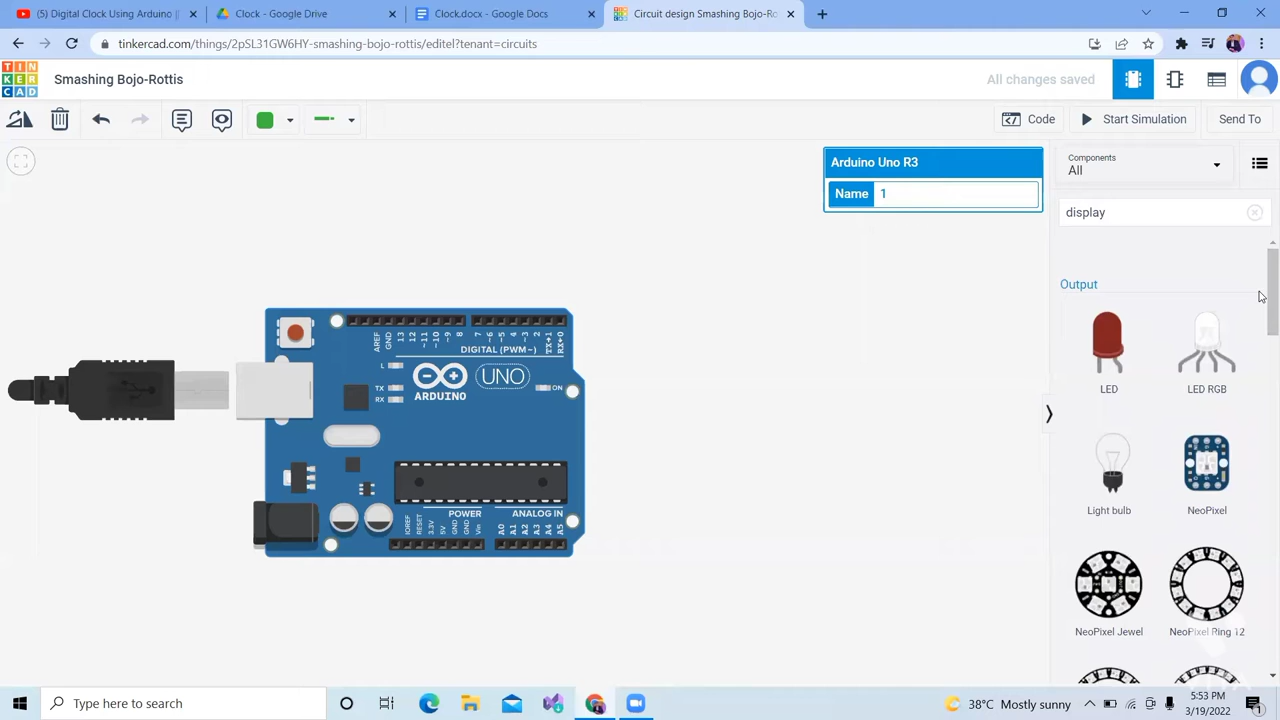 (5) Digital Clock Using Arduino |
Clock - Google Drive
Clock.docx - Google Docs
Circuit design Smashing Bojo-Ro
tinkercad.com/things/2pSL31GW6HY-smashing-bojo-rottis/editel?tenant=circuits
TIN
KER
CAD
Smashing Bojo-Rottis
All changes saved
Code
Start Simulation
Send To
Arduino Uno R3
Name 1
Components
All
display
Output
LED
LED RGB
Light bulb
NeoPixel
NeoPixel Jewel
NeoPixel Ring 12
AREF
GND
13
12
~11
~10
~9
8
7
~6
~5
4
~3
2
TX→1
RX←0
DIGITAL (PWM~)
L
TX
RX
UNO
ARDUINO
ON
POWER
ANALOG IN
IOREF
RESET
3.3V
5V
GND
GND
Vin
A0
A1
A2
A3
A4
A5
Type here to search
38°C Mostly sunny
5:53 PM
3/19/2022
1